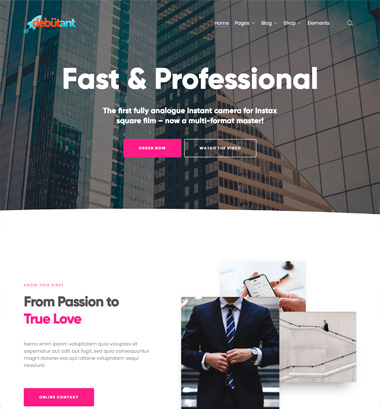 debütant
Home Pages Blog Shop Elements
Fast & Professional
The first fully analogue instant camera for Instax
square film – now a multi-format master!
ORDER NOW WATCH THE VIDEO
KNOW THIS FIRST
From Passion to
True Love
Nemo enim ipsam voluptatem quia voluptas sit
aspernatur aut odit aut fugit, sed quia consequuntur
magni dolores eos qui ratione voluptatem sequi
nesciunt.
ONLINE CONTACT